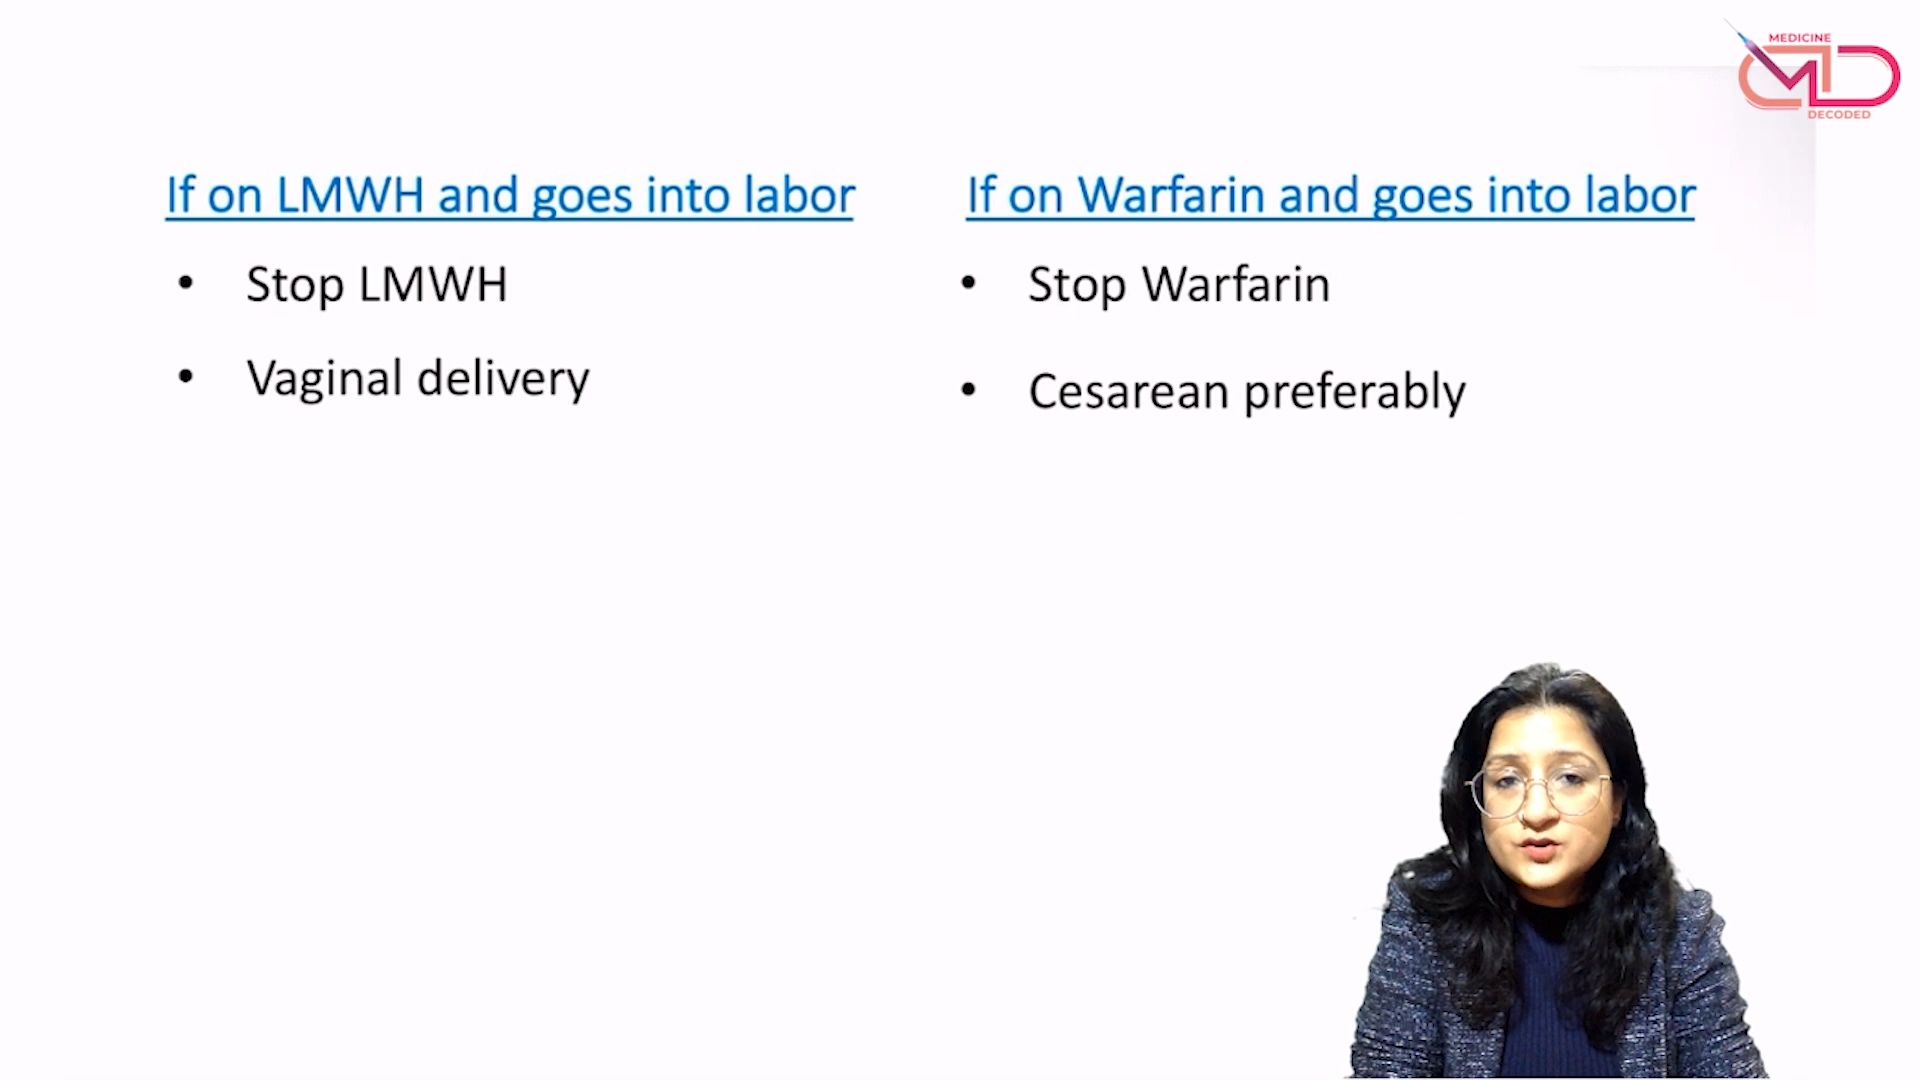 MEDICINE
DECODED
If on LMWH and goes into labor
• Stop LMWH
• Vaginal delivery
If on Warfarin and goes into labor
• Stop Warfarin
• Cesarean preferably